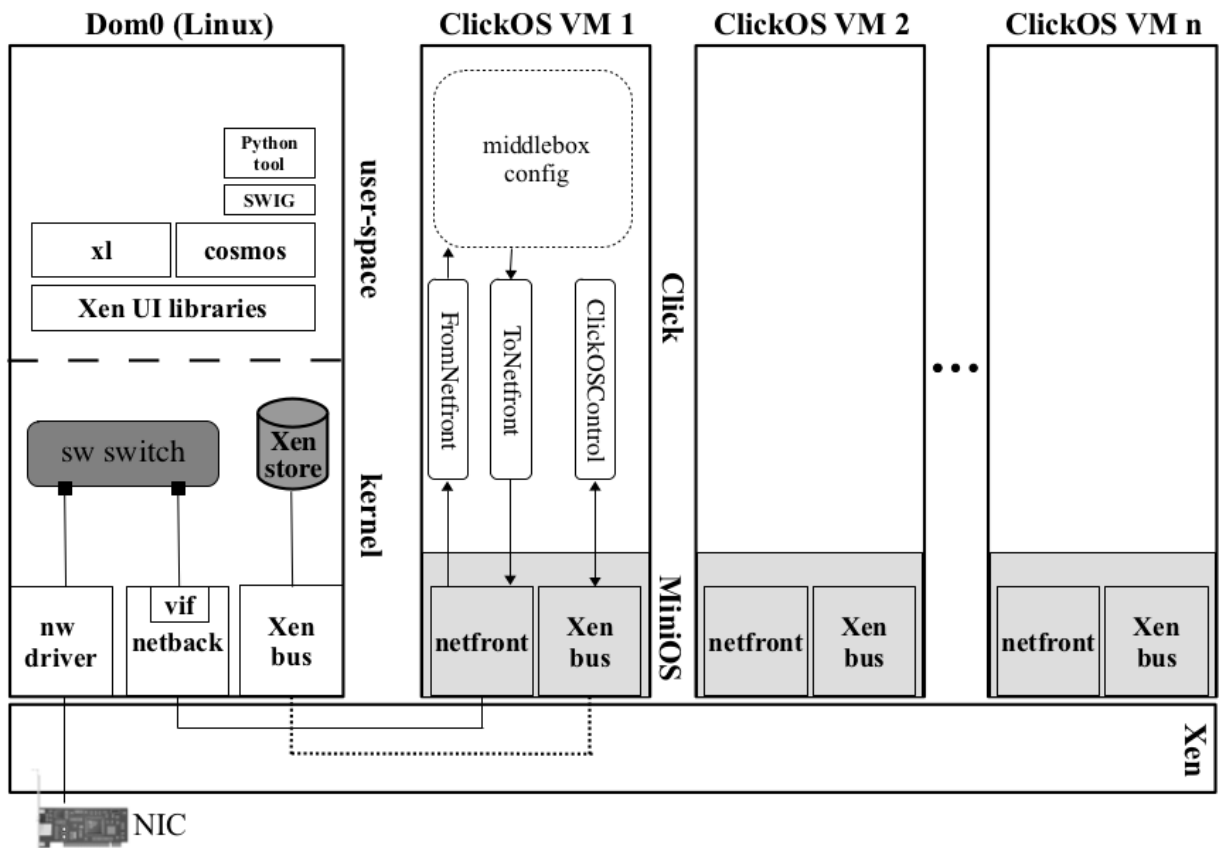 Dom0 (Linux)
ClickOS VM 1
ClickOS VM 2
ClickOS VM n
Python
tool
SWIG
xl
cosmos
Xen UI libraries
user-space
sw switch
Xen
store
kernel
nw
driver
vif
netback
Xen
bus
middlebox
config
FromNetfront
ToNetfront
ClickOSControl
Click
netfront
Xen
bus
MiniOS
netfront
Xen
bus
...
netfront
Xen
bus
Xen
NIC